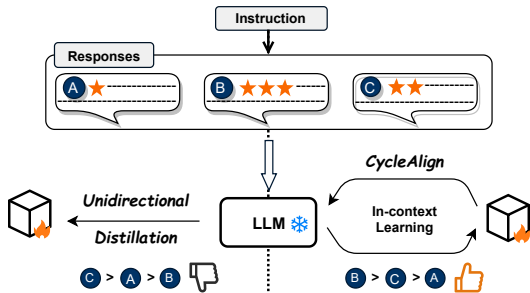 Instruction
Responses
A
B
C
CycleAlign
Unidirectional
Distillation
LLM
In-context
Learning
C > A > B
B > C > A